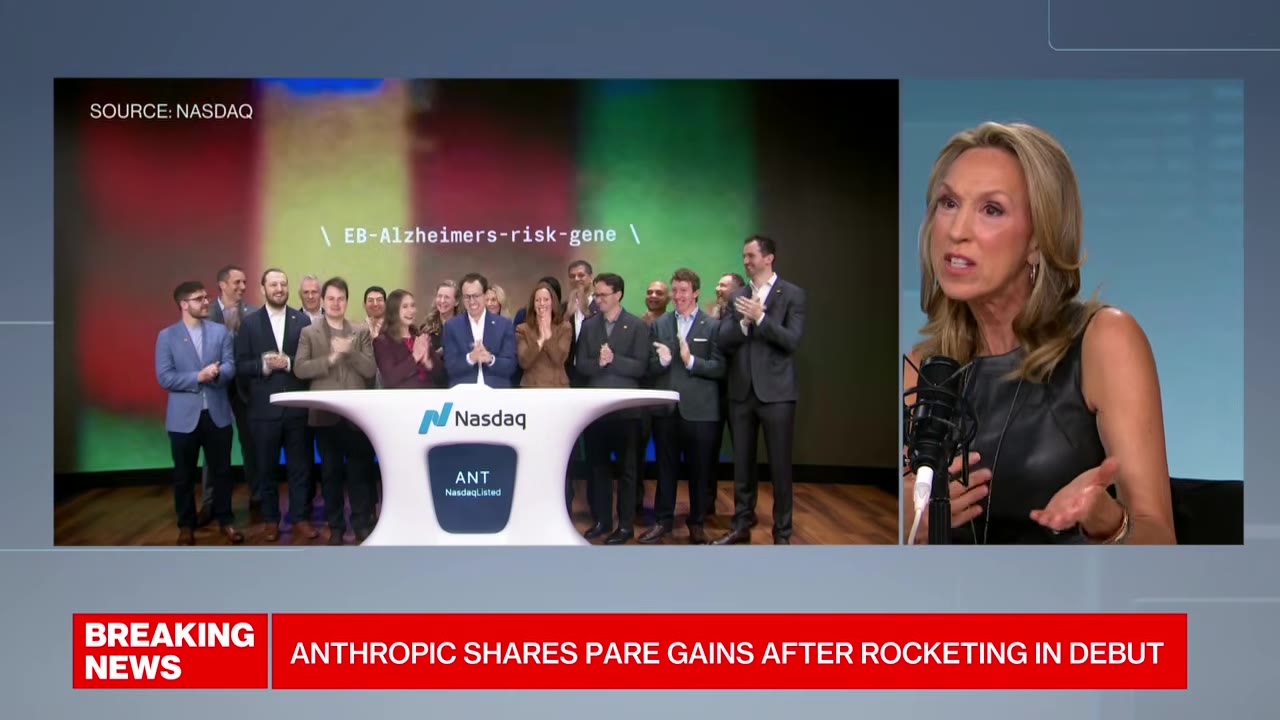 SOURCE: NASDAQ
\ EB-Alzheimers-risk-gene \
Nasdaq
ANT
NasdaqListed
BREAKING
NEWS
ANTHROPIC SHARES PARE GAINS AFTER ROCKETING IN DEBUT